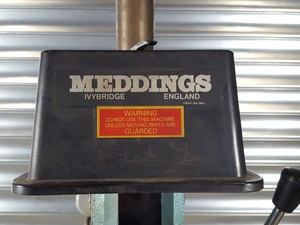 MEDDINGS
IVYBRIDGE ENGLAND
WARNING
DO NOT USE THIS MACHINE
UNLESS MOVING PARTS ARE
GUARDED